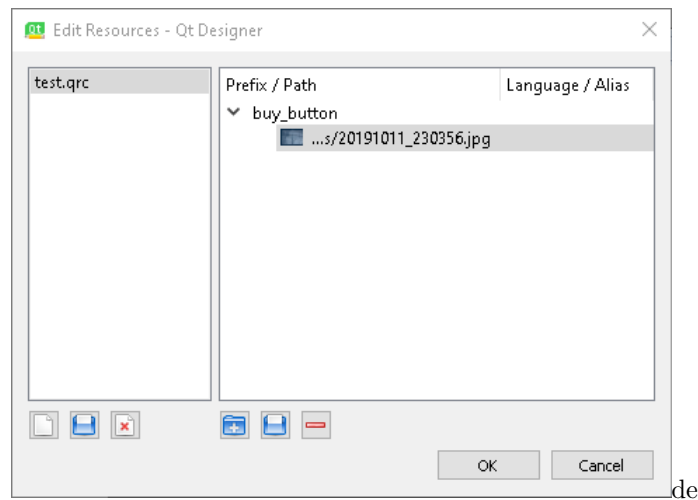 Edit Resources - Qt Designer
test.qrc
Prefix / Path Language / Alias
buy_button
...s/20191011_230356.jpg
OK Cancel
de